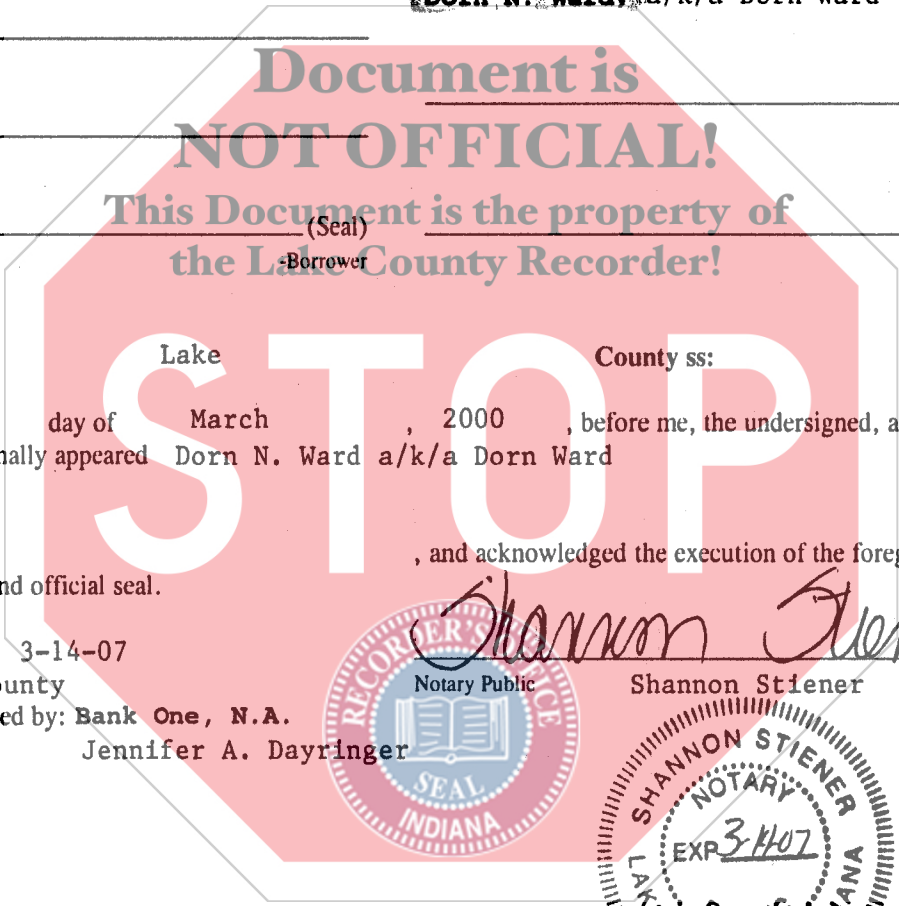 Dorn N. Ward, a/k/a Dorn Ward
Document is
NOT OFFICIAL!
This Document is the property of
the Lake County Recorder!
(Seal)
-Borrower
STOP
Lake County ss:
day of March , 2000 , before me, the undersigned, a
nally appeared Dorn N. Ward a/k/a Dorn Ward
, and acknowledged the execution of the foreg
nd official seal.
3-14-07
Shannon Stien
ounty
Notary Public Shannon Stiener
ed by: Bank One, N.A.
Jennifer A. Dayringer
RECORDER'S OFFICE
SEAL
INDIANA
SHANNON STIENER
NOTARY
EXP 3-14-07